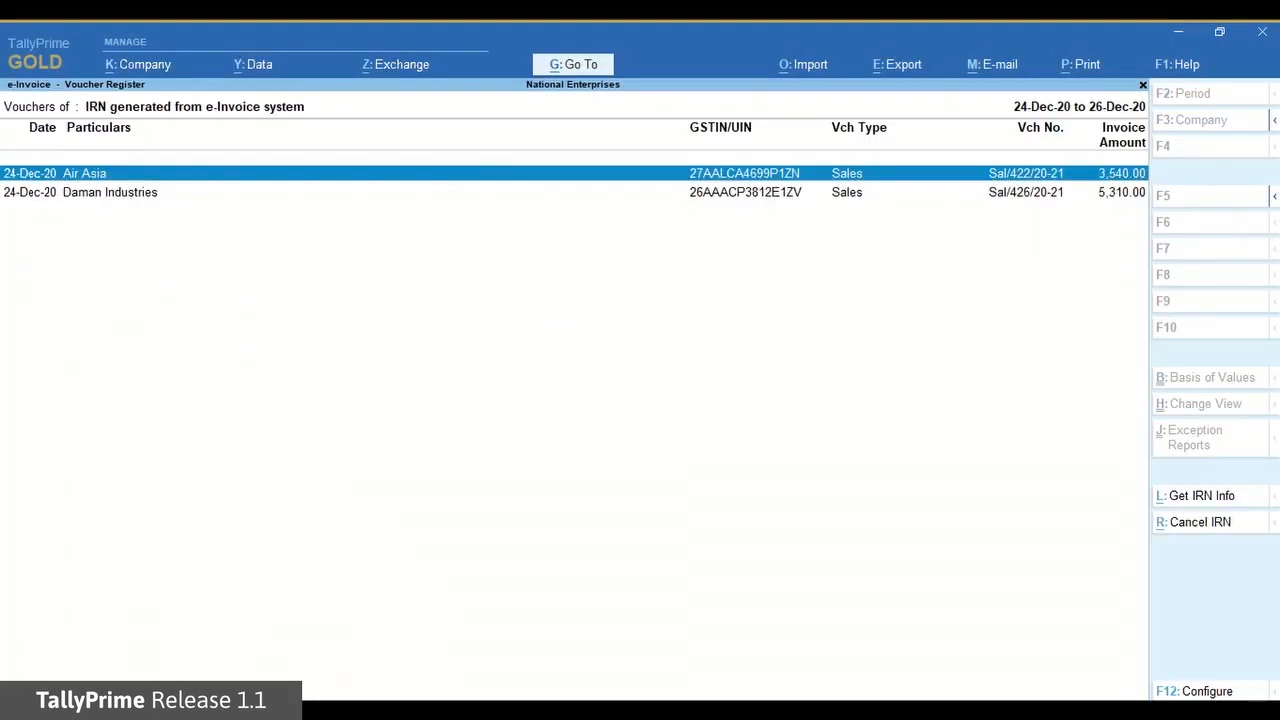 TallyPrime MANAGE
GOLD K: Company Y: Data Z: Exchange G: Go To O: Import E: Export M: E-mail P: Print F1: Help
e-Invoice - Voucher Register National Enterprises
Vouchers of : IRN generated from e-Invoice system 24-Dec-20 to 26-Dec-20
Date Particulars GSTIN/UIN Vch Type Vch No. Invoice
Amount
24-Dec-20 Air Asia 27AALCA4699P1ZN Sales Sal/422/20-21 3,540.00
24-Dec-20 Daman Industries 26AAACP3812E1ZV Sales Sal/426/20-21 5,310.00
F2: Period
F3: Company
F4
F5
F6
F7
F8
F9
F10
B: Basis of Values
H: Change View
J: Exception
Reports
L: Get IRN Info
R: Cancel IRN
F12: Configure
TallyPrime Release 1.1